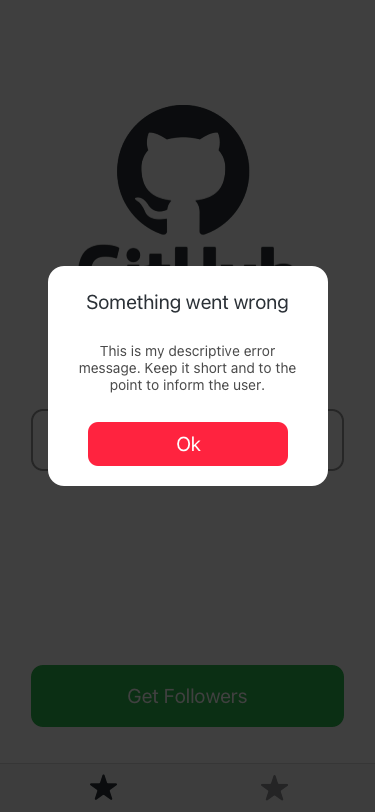 GitHub
Something went wrong
This is my descriptive error
message. Keep it short and to the
point to inform the user.
Ok
Get Followers